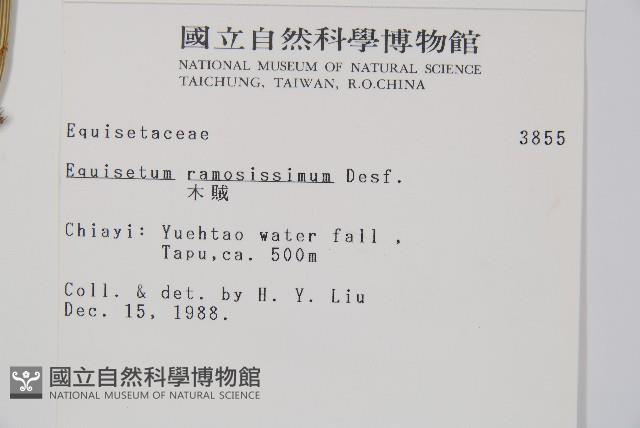 國立自然科學博物館
NATIONAL MUSEUM OF NATURAL SCIENCE
TAICHUNG, TAIWAN, R.O.CHINA
Equisetaceae 3855
Equisetum ramosissimum Desf.
木賊
Chiayi: Yuehtao water fall ,
Tapu,ca. 500m
Coll. & det. by H. Y. Liu
Dec. 15, 1988.
國立自然科學博物館
NATIONAL MUSEUM OF NATURAL SCIENCE